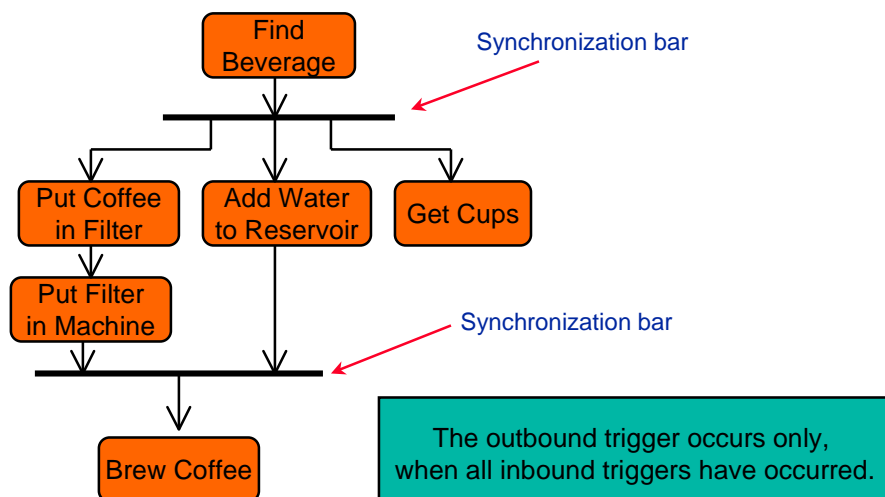 Find
Beverage
Synchronization bar
Put Coffee
in Filter
Add Water
to Reservoir
Get Cups
Put Filter
in Machine
Synchronization bar
Brew Coffee
The outbound trigger occurs only,
when all inbound triggers have occurred.